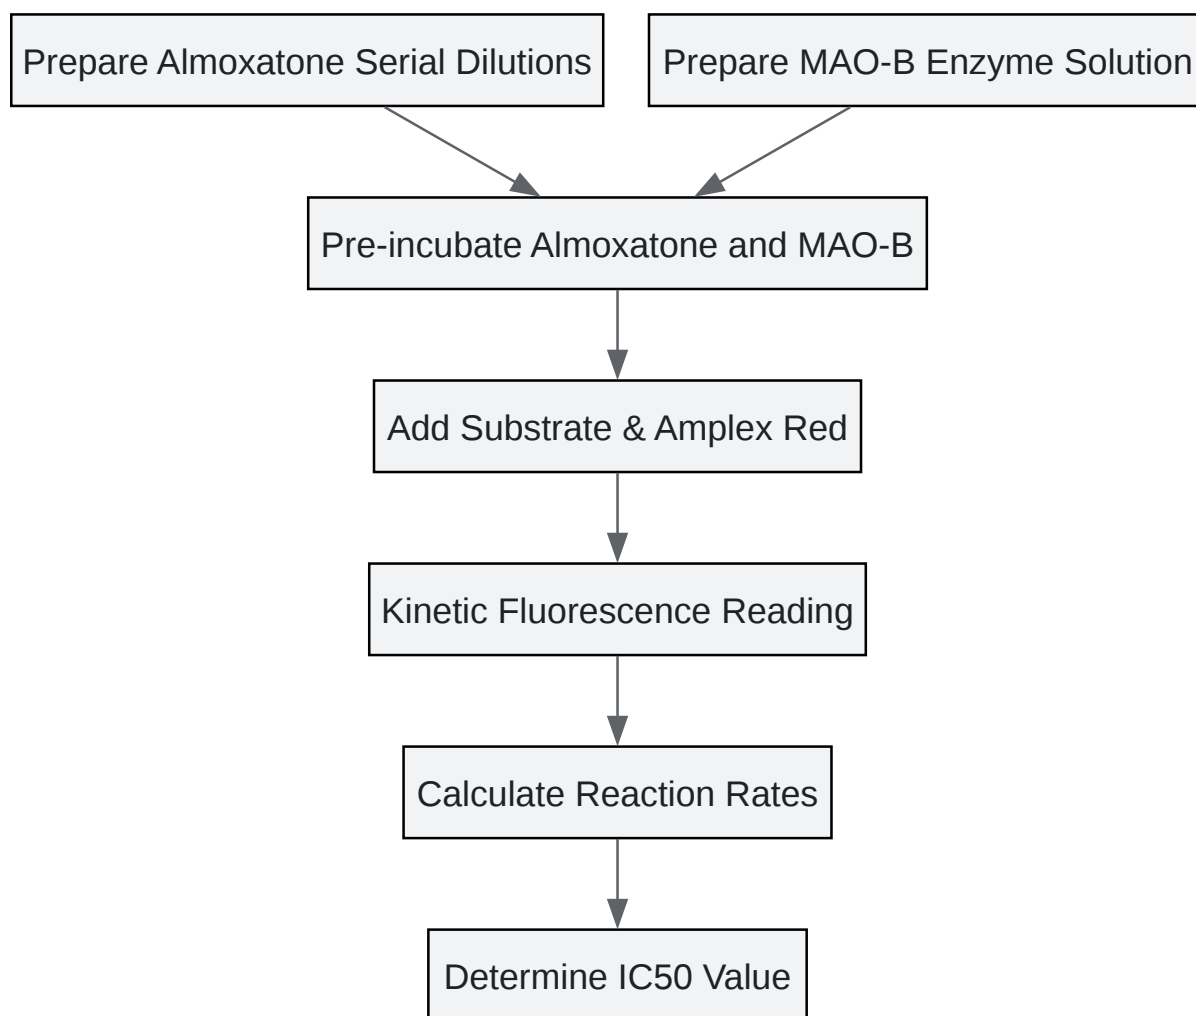 Prepare Almoxatone Serial Dilutions
Prepare MAO-B Enzyme Solution
Pre-incubate Almoxatone and MAO-B
Add Substrate & Amplex Red
Kinetic Fluorescence Reading
Calculate Reaction Rates
Determine IC50 Value